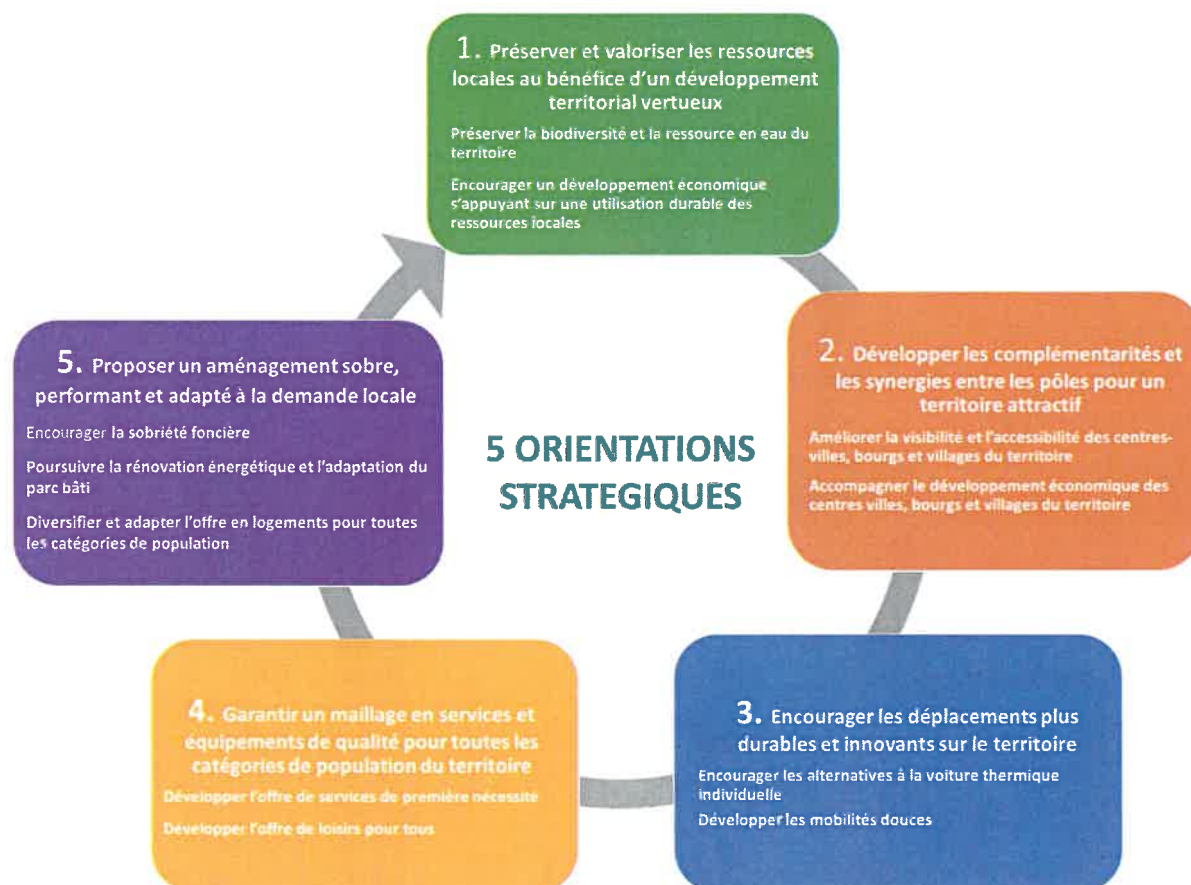 1. Préserver et valoriser les ressources
locales au bénéfice d'un développement
territorial vertueux
Préserver la biodiversité et la ressource en eau du
territoire
Encourager un développement économique
s'appuyant sur une utilisation durable des
ressources locales
2. Développer les complémentarités et
les synergies entre les pôles pour un
territoire attractif
Améliorer la visibilité et l'accessibilité des centres-
villes, bourgs et villages du territoire
Accompagner le développement économique des
centres villes, bourgs et villages du territoire
3. Encourager les déplacements plus
durables et innovants sur le territoire
Encourager les alternatives à la voiture thermique
individuelle
Développer les mobilités douces
4. Garantir un maillage en services et
équipements de qualité pour toutes les
catégories de population du territoire
Développer l'offre de services de première nécessité
Développer l'offre de loisirs pour tous
5. Proposer un aménagement sobre,
performant et adapté à la demande locale
Encourager la sobriété foncière
Poursuivre la rénovation énergétique et l'adaptation du
parc bâti
Diversifier et adapter l'offre en logements pour toutes
les catégories de population
5 ORIENTATIONS
STRATEGIQUES